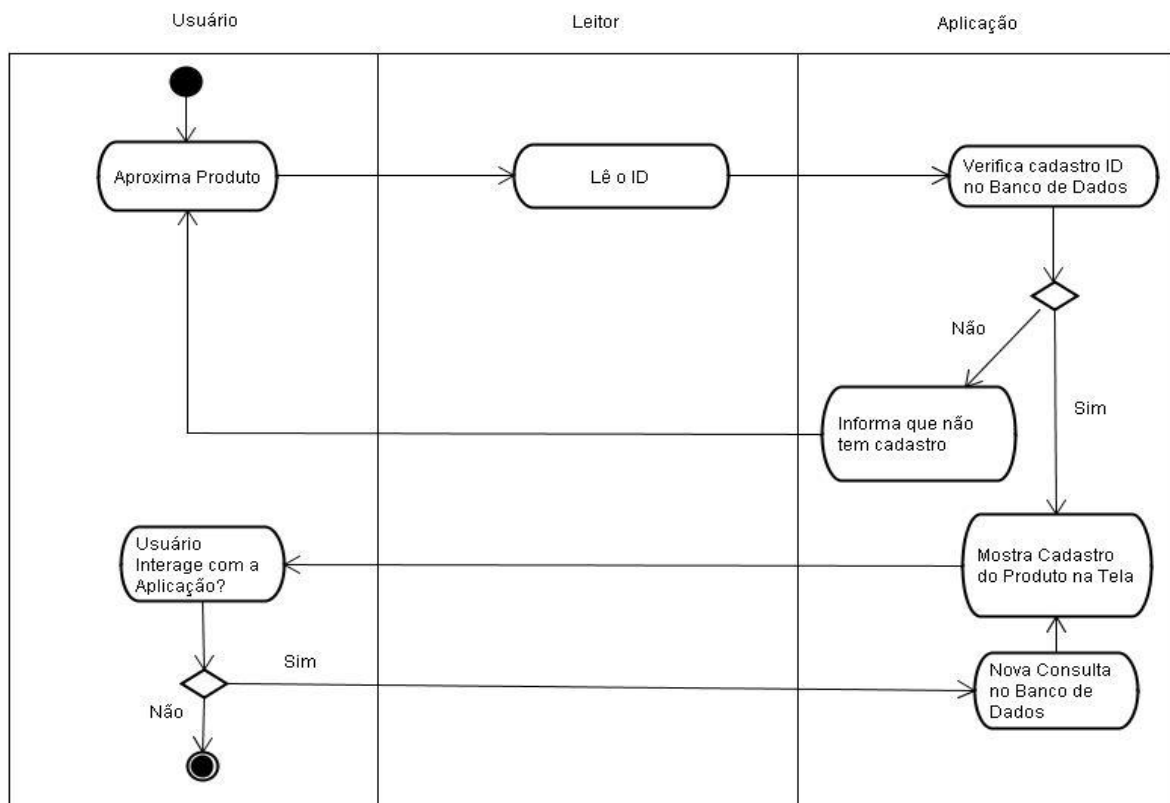 Usuário
Leitor
Aplicação
Aproxima Produto
Lê o ID
Verifica cadastro ID
no Banco de Dados
Não
Sim
Informa que não
tem cadastro
Usuário
Interage com a
Aplicação?
Mostra Cadastro
do Produto na Tela
Sim
Não
Nova Consulta
no Banco de
Dados